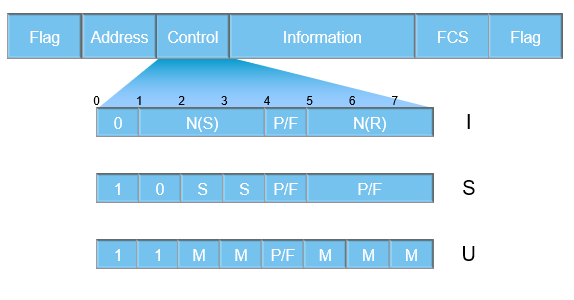 Flag Address Control Information FCS Flag
0 1 2 3 4 5 6 7
0 N(S) P/F N(R) I
1 0 S S P/F P/F S
1 1 M M P/F M M M U